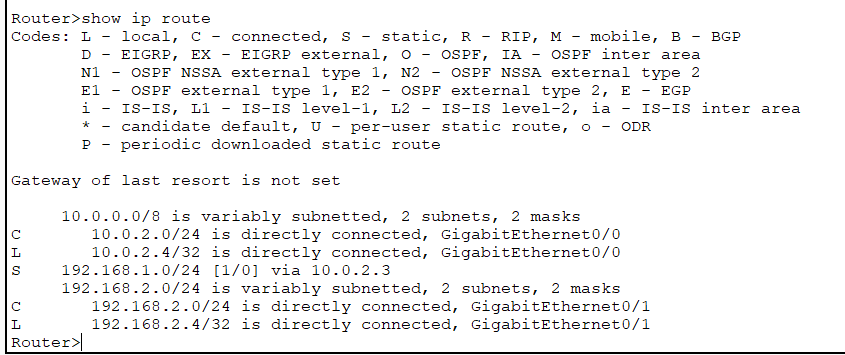 Router>show ip route
Codes: L - local, C - connected, S - static, R - RIP, M - mobile, B - BGP
       D - EIGRP, EX - EIGRP external, O - OSPF, IA - OSPF inter area
       N1 - OSPF NSSA external type 1, N2 - OSPF NSSA external type 2
       E1 - OSPF external type 1, E2 - OSPF external type 2, E - EGP
       i - IS-IS, L1 - IS-IS level-1, L2 - IS-IS level-2, ia - IS-IS inter area
       * - candidate default, U - per-user static route, o - ODR
       P - periodic downloaded static route

Gateway of last resort is not set

     10.0.0.0/8 is variably subnetted, 2 subnets, 2 masks
C       10.0.2.0/24 is directly connected, GigabitEthernet0/0
L       10.0.2.4/32 is directly connected, GigabitEthernet0/0
S    192.168.1.0/24 [1/0] via 10.0.2.3
     192.168.2.0/24 is variably subnetted, 2 subnets, 2 masks
C       192.168.2.0/24 is directly connected, GigabitEthernet0/1
L       192.168.2.4/32 is directly connected, GigabitEthernet0/1
Router>